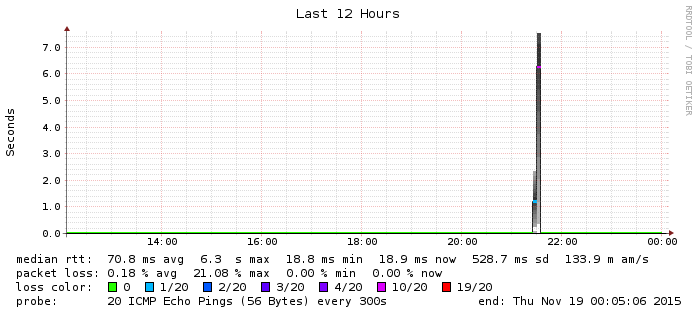 Last 12 Hours
RRDTOOL / TOBI OETIKER
Seconds
7.0
6.0
5.0
4.0
3.0
2.0
1.0
0.0
14:00 16:00 18:00 20:00 22:00 00:00
median rtt: 70.8 ms avg 6.3 s max 18.8 ms min 18.9 ms now 528.7 ms sd 133.9 m am/s
packet loss: 0.18 % avg 21.08 % max 0.00 % min 0.00 % now
loss color: 0 1/20 2/20 3/20 4/20 10/20 19/20
probe: 20 ICMP Echo Pings (56 Bytes) every 300s end: Thu Nov 19 00:05:06 2015